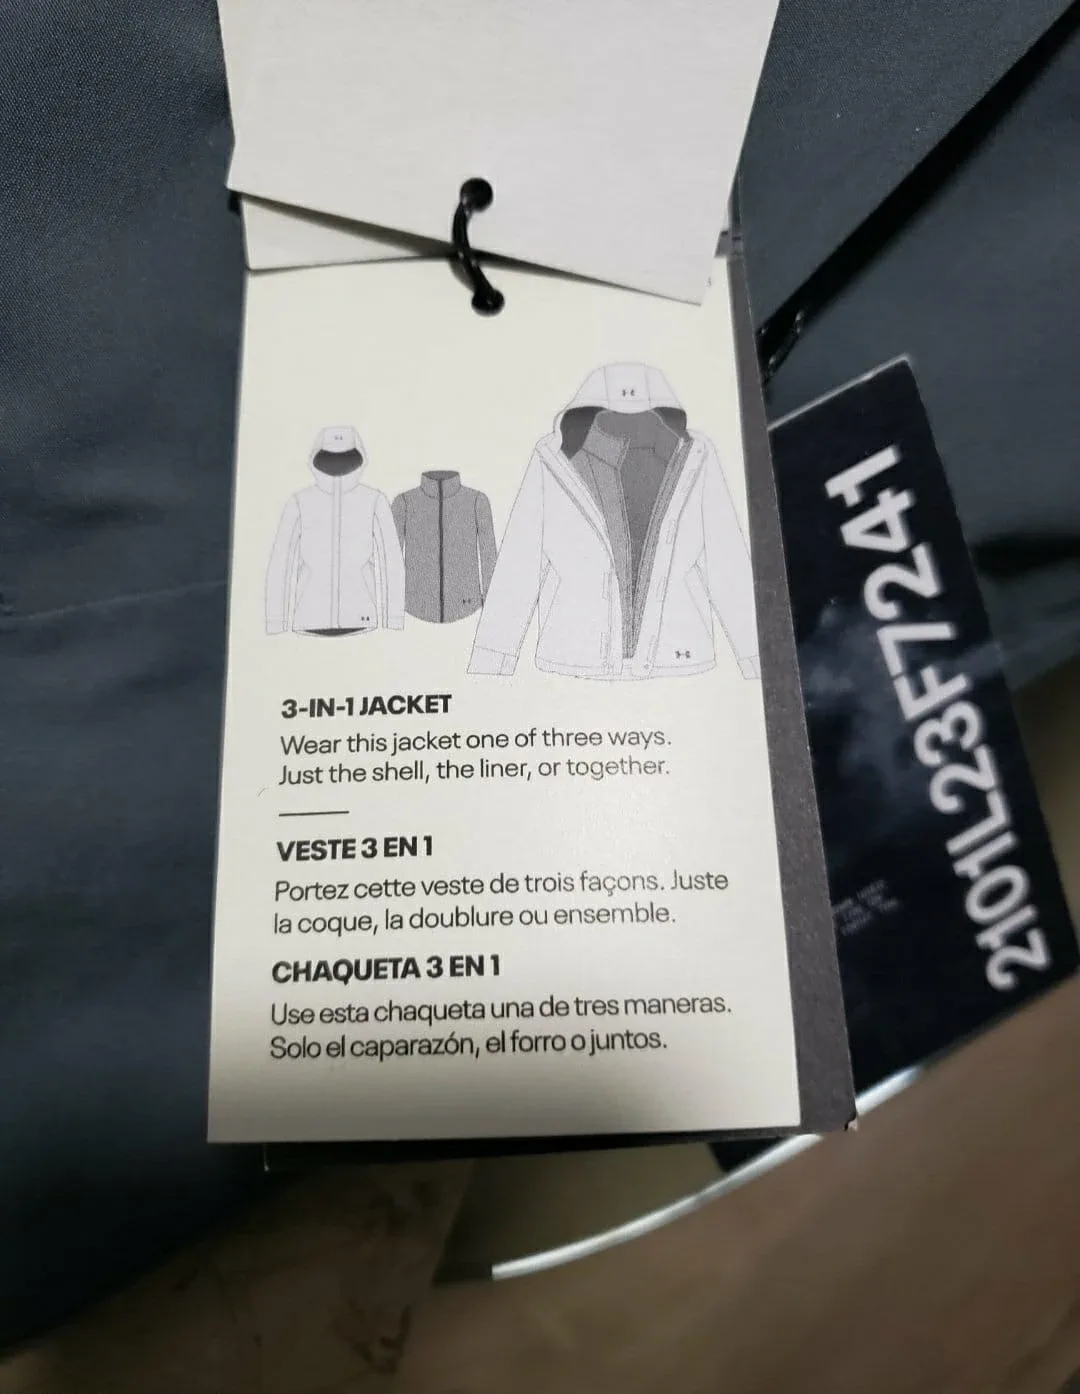 3-IN-1 JACKET
Wear this jacket one of three ways.
Just the shell, the liner, or together.
VESTE 3 EN 1
Portez cette veste de trois façons. Juste
la coque, la doublure ou ensemble.
CHAQUETA 3 EN 1
Use esta chaqueta una de tres maneras.
Solo el caparazón, el forro o juntos.
2101L23F7241